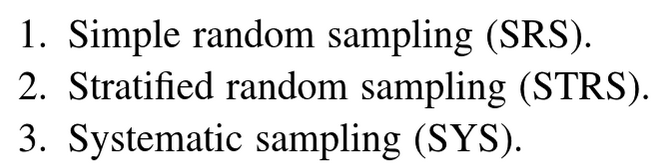 1. Simple random sampling (SRS).
2. Stratified random sampling (STRS).
3. Systematic sampling (SYS).